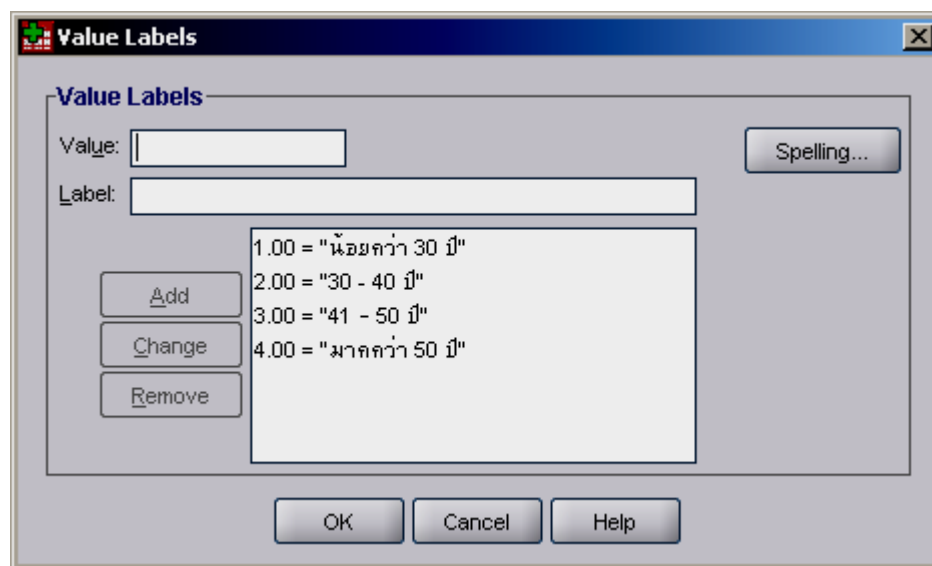 Value Labels
Value Labels
Value:
Spelling...
Label:
1.00 = "น้อยกว่า 30 ปี"
2.00 = "30 - 40 ปี"
3.00 = "41 - 50 ปี"
4.00 = "มากกว่า 50 ปี"
Add
Change
Remove
OK Cancel Help